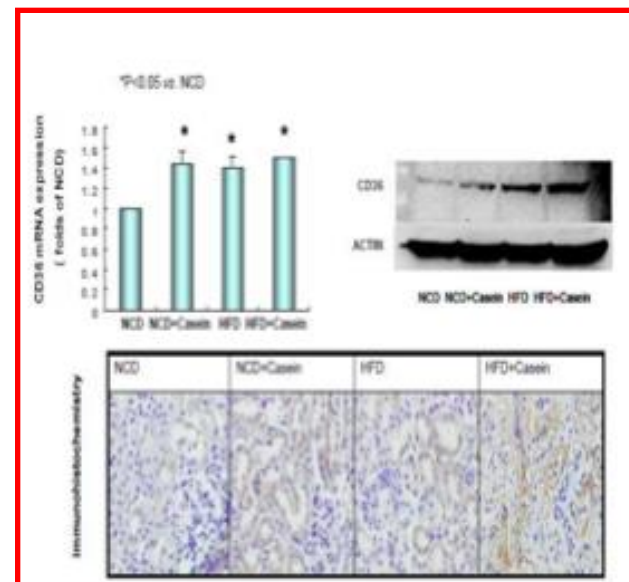 *P<0.05 vs. NCD
CD36 mRNA expression
( folds of NCD)
1.8
1.6
1.4
1.2
1
0.8
0.6
0.4
0.2
0
NCD NCD+Casein HFD HFD+Casein
* * *
CD36
ACTIN
NCD NCD+Casein HFD HFD+Casein
Immunohistochemistry
NCD NCD+Casein HFD HFD+Casein